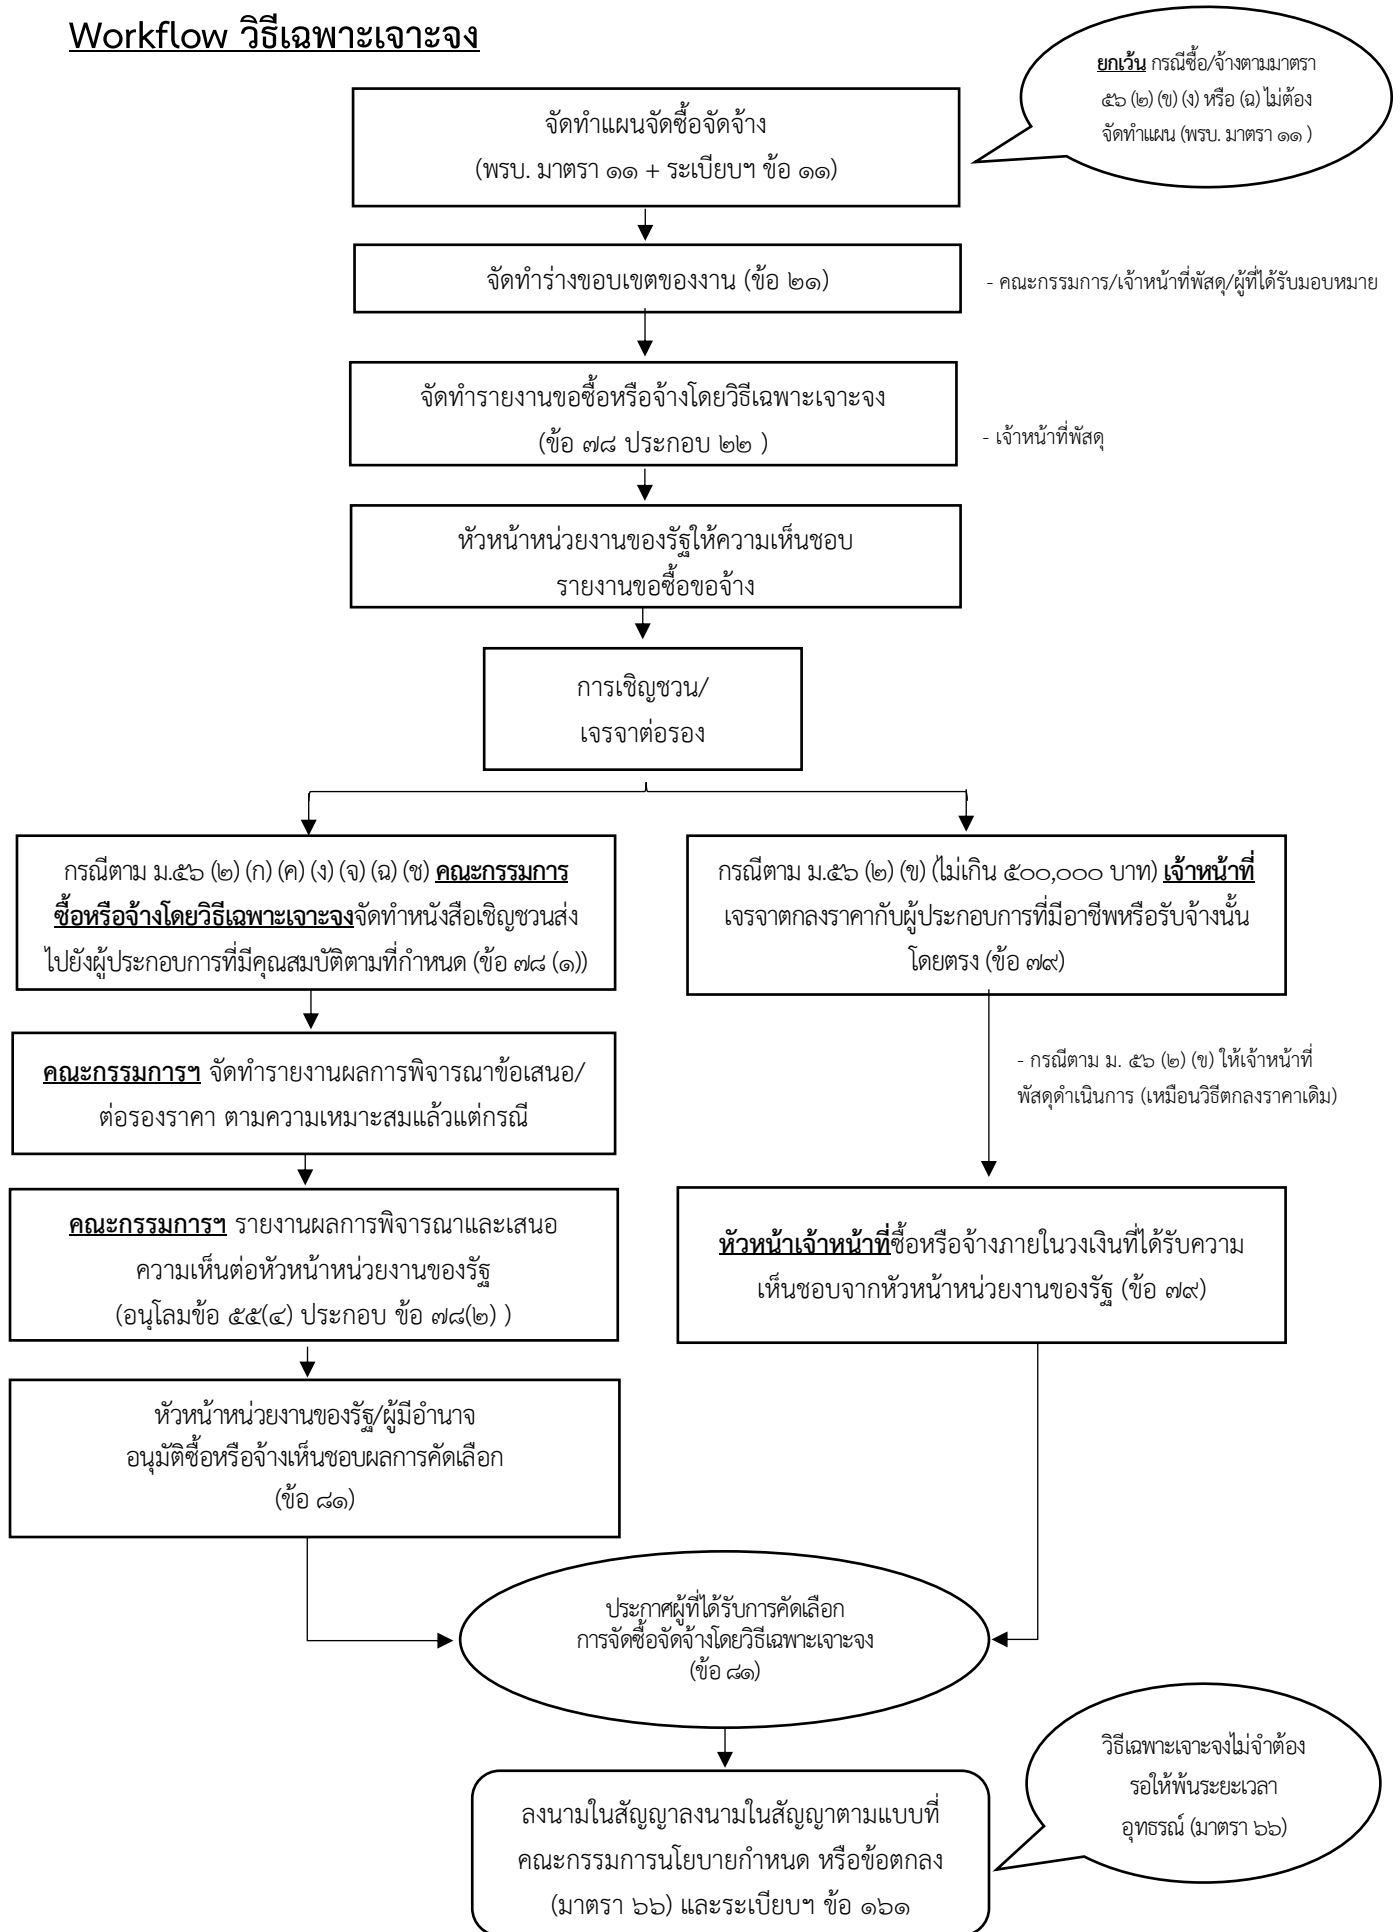 Workflow วิธีเฉพาะเจาะจง
ยกเว้น กรณีซื้อ/จ้างตามมาตรา
๕๖ (๒) (ข) (ง) หรือ (ฉ) ไม่ต้อง
จัดทำแผน (พรบ. มาตรา ๑๑ )
จัดทำแผนจัดซื้อจัดจ้าง
(พรบ. มาตรา ๑๑ + ระเบียบฯ ข้อ ๑๑)
จัดทำร่างขอบเขตของงาน (ข้อ ๒๑)
- คณะกรรมการ/เจ้าหน้าที่พัสดุ/ผู้ที่ได้รับมอบหมาย
จัดทำรายงานขอซื้อหรือจ้างโดยวิธีเฉพาะเจาะจง
(ข้อ ๗๘ ประกอบ ๒๒ )
- เจ้าหน้าที่พัสดุ
หัวหน้าหน่วยงานของรัฐให้ความเห็นชอบ
รายงานขอซื้อขอจ้าง
การเชิญชวน/
เจรจาต่อรอง
กรณีตาม ม.๕๖ (๒) (ก) (ค) (ง) (จ) (ฉ) (ช) คณะกรรมการ
ซื้อหรือจ้างโดยวิธีเฉพาะเจาะจงจัดทำหนังสือเชิญชวนส่ง
ไปยังผู้ประกอบการที่มีคุณสมบัติตามที่กำหนด (ข้อ ๗๘ (๑))
กรณีตาม ม.๕๖ (๒) (ข) (ไม่เกิน ๕๐๐,๐๐๐ บาท) เจ้าหน้าที่
เจรจาตกลงราคากับผู้ประกอบการที่มีอาชีพหรือรับจ้างนั้น
โดยตรง (ข้อ ๗๙)
คณะกรรมการฯ จัดทำรายงานผลการพิจารณาข้อเสนอ/
ต่อรองราคา ตามความเหมาะสมแล้วแต่กรณี
- กรณีตาม ม. ๕๖ (๒) (ข) ให้เจ้าหน้าที่
พัสดุดำเนินการ (เหมือนวิธีตกลงราคาเดิม)
คณะกรรมการฯ รายงานผลการพิจารณาและเสนอ
ความเห็นต่อหัวหน้าหน่วยงานของรัฐ
(อนุโลมข้อ ๕๕(๔) ประกอบ ข้อ ๗๘(๒) )
หัวหน้าเจ้าหน้าที่ซื้อหรือจ้างภายในวงเงินที่ได้รับความ
เห็นชอบจากหัวหน้าหน่วยงานของรัฐ (ข้อ ๗๙)
หัวหน้าหน่วยงานของรัฐ/ผู้มีอำนาจ
อนุมัติซื้อหรือจ้างเห็นชอบผลการคัดเลือก
(ข้อ ๘๑)
ประกาศผู้ที่ได้รับการคัดเลือก
การจัดซื้อจัดจ้างโดยวิธีเฉพาะเจาะจง
(ข้อ ๘๑)
วิธีเฉพาะเจาะจงไม่จำต้อง
รอให้พ้นระยะเวลา
อุทธรณ์ (มาตรา ๖๖)
ลงนามในสัญญาลงนามในสัญญาตามแบบที่
คณะกรรมการนโยบายกำหนด หรือข้อตกลง
(มาตรา ๖๖) และระเบียบฯ ข้อ ๑๖๑